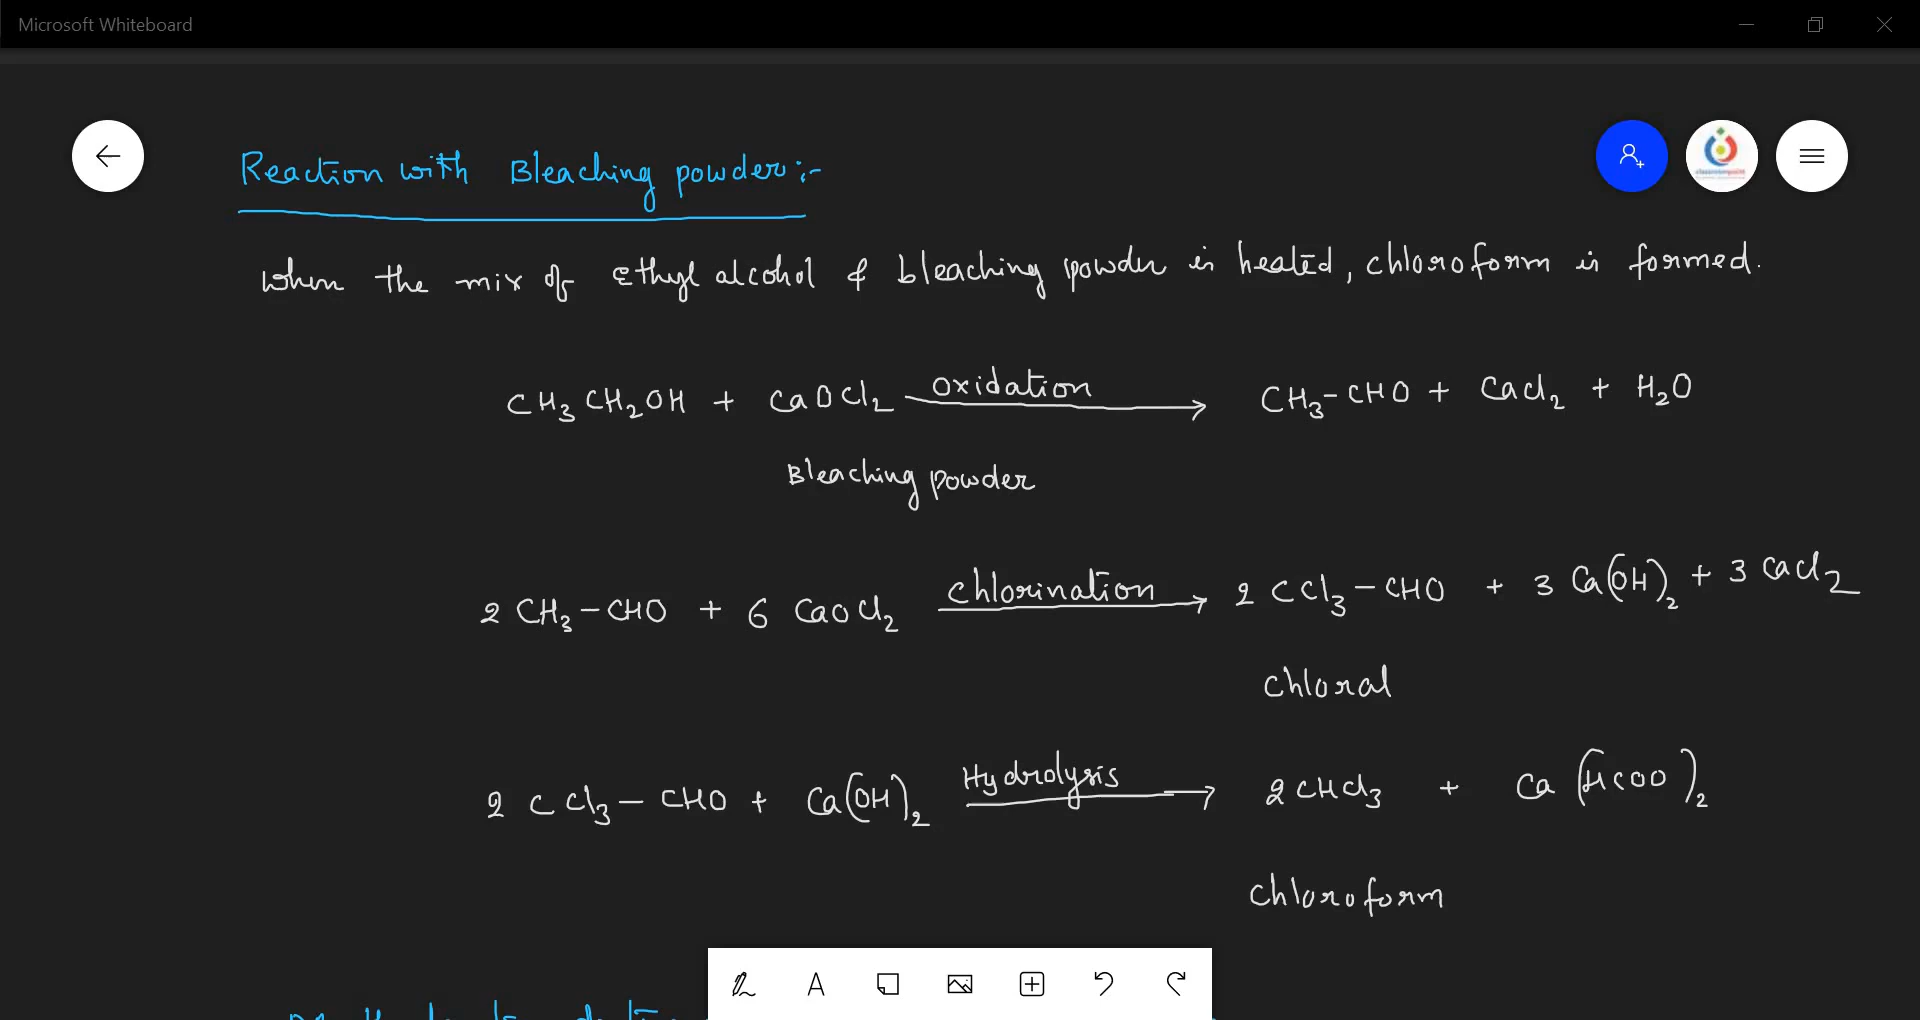 Microsoft Whiteboard
Reaction with Bleaching powder:-
When the mix of Ethyl alcohol & bleaching powder is heated, chloroform is formed.
CH₃CH₂OH + CaOCl₂ —Oxidation→ CH₃-CHO + CaCl₂ + H₂O
Bleaching powder
2 CH₃-CHO + 6 CaOCl₂ —Chlorination→ 2 CCl₃-CHO + 3 Ca(OH)₂ + 3 CaCl₂
Chloral
2 CCl₃-CHO + Ca(OH)₂ —Hydrolysis→ 2CHCl₃ + Ca(HCOO)₂
Chloroform